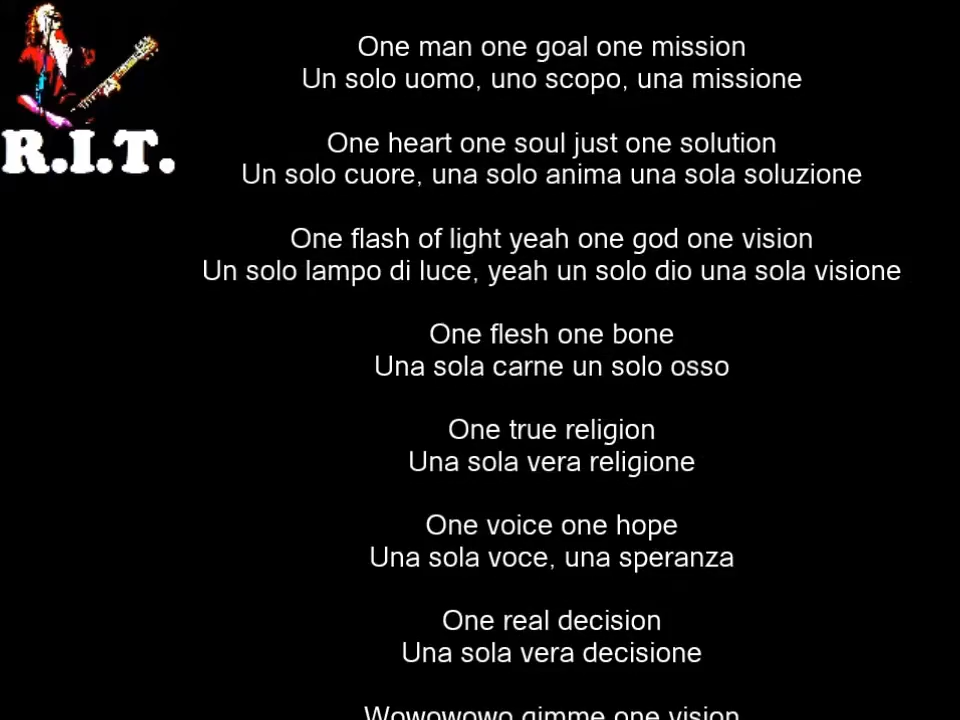 R.I.T.
One man one goal one mission
Un solo uomo, uno scopo, una missione
One heart one soul just one solution
Un solo cuore, una solo anima una sola soluzione
One flash of light yeah one god one vision
Un solo lampo di luce, yeah un solo dio una sola visione
One flesh one bone
Una sola carne un solo osso
One true religion
Una sola vera religione
One voice one hope
Una sola voce, una speranza
One real decision
Una sola vera decisione
Wowowowo gimme one vision